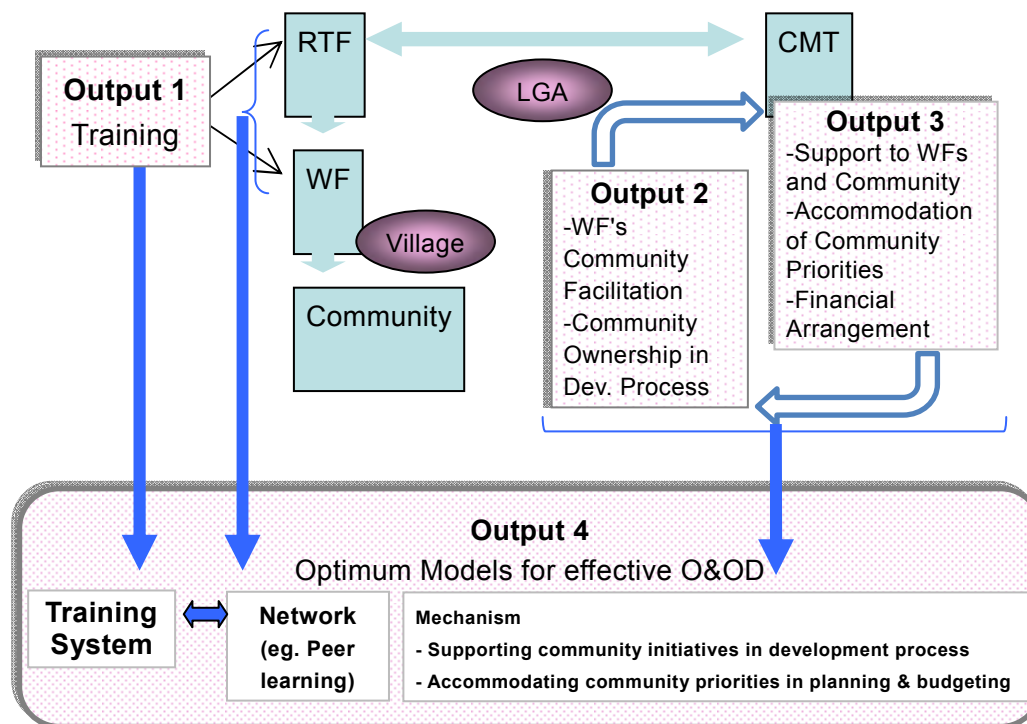 RTF
CMT
Output 1
Training
LGA
WF
Village
Community
Output 2
-WF's
Community
Facilitation
-Community
Ownership in
Dev. Process
Output 3
-Support to WFs
and Community
-Accommodation
of Community
Priorities
-Financial
Arrangement
Output 4
Optimum Models for effective O&OD
Training
System
Network
(eg. Peer
learning)
Mechanism
- Supporting community initiatives in development process
- Accommodating community priorities in planning & budgeting